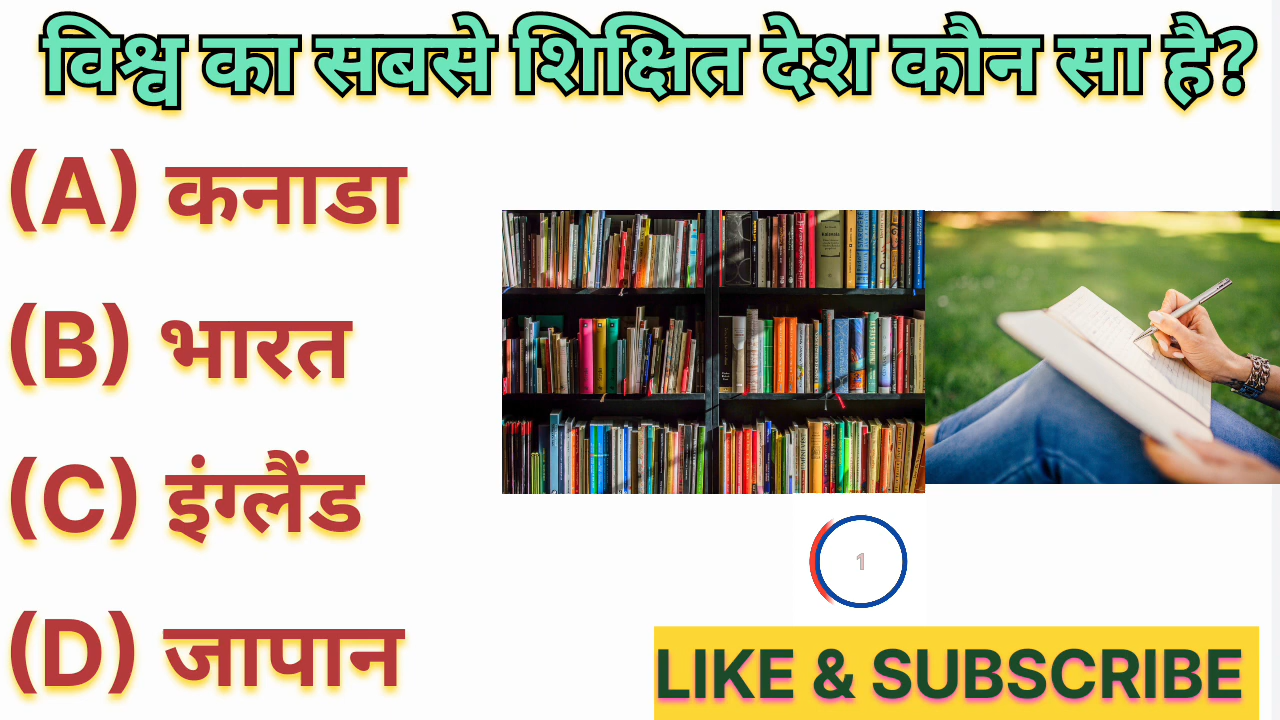 विश्व का सबसे शिक्षित देश कौन सा है?
(A) कनाडा
(B) भारत
(C) इंग्लैंड
(D) जापान
1
LIKE & SUBSCRIBE